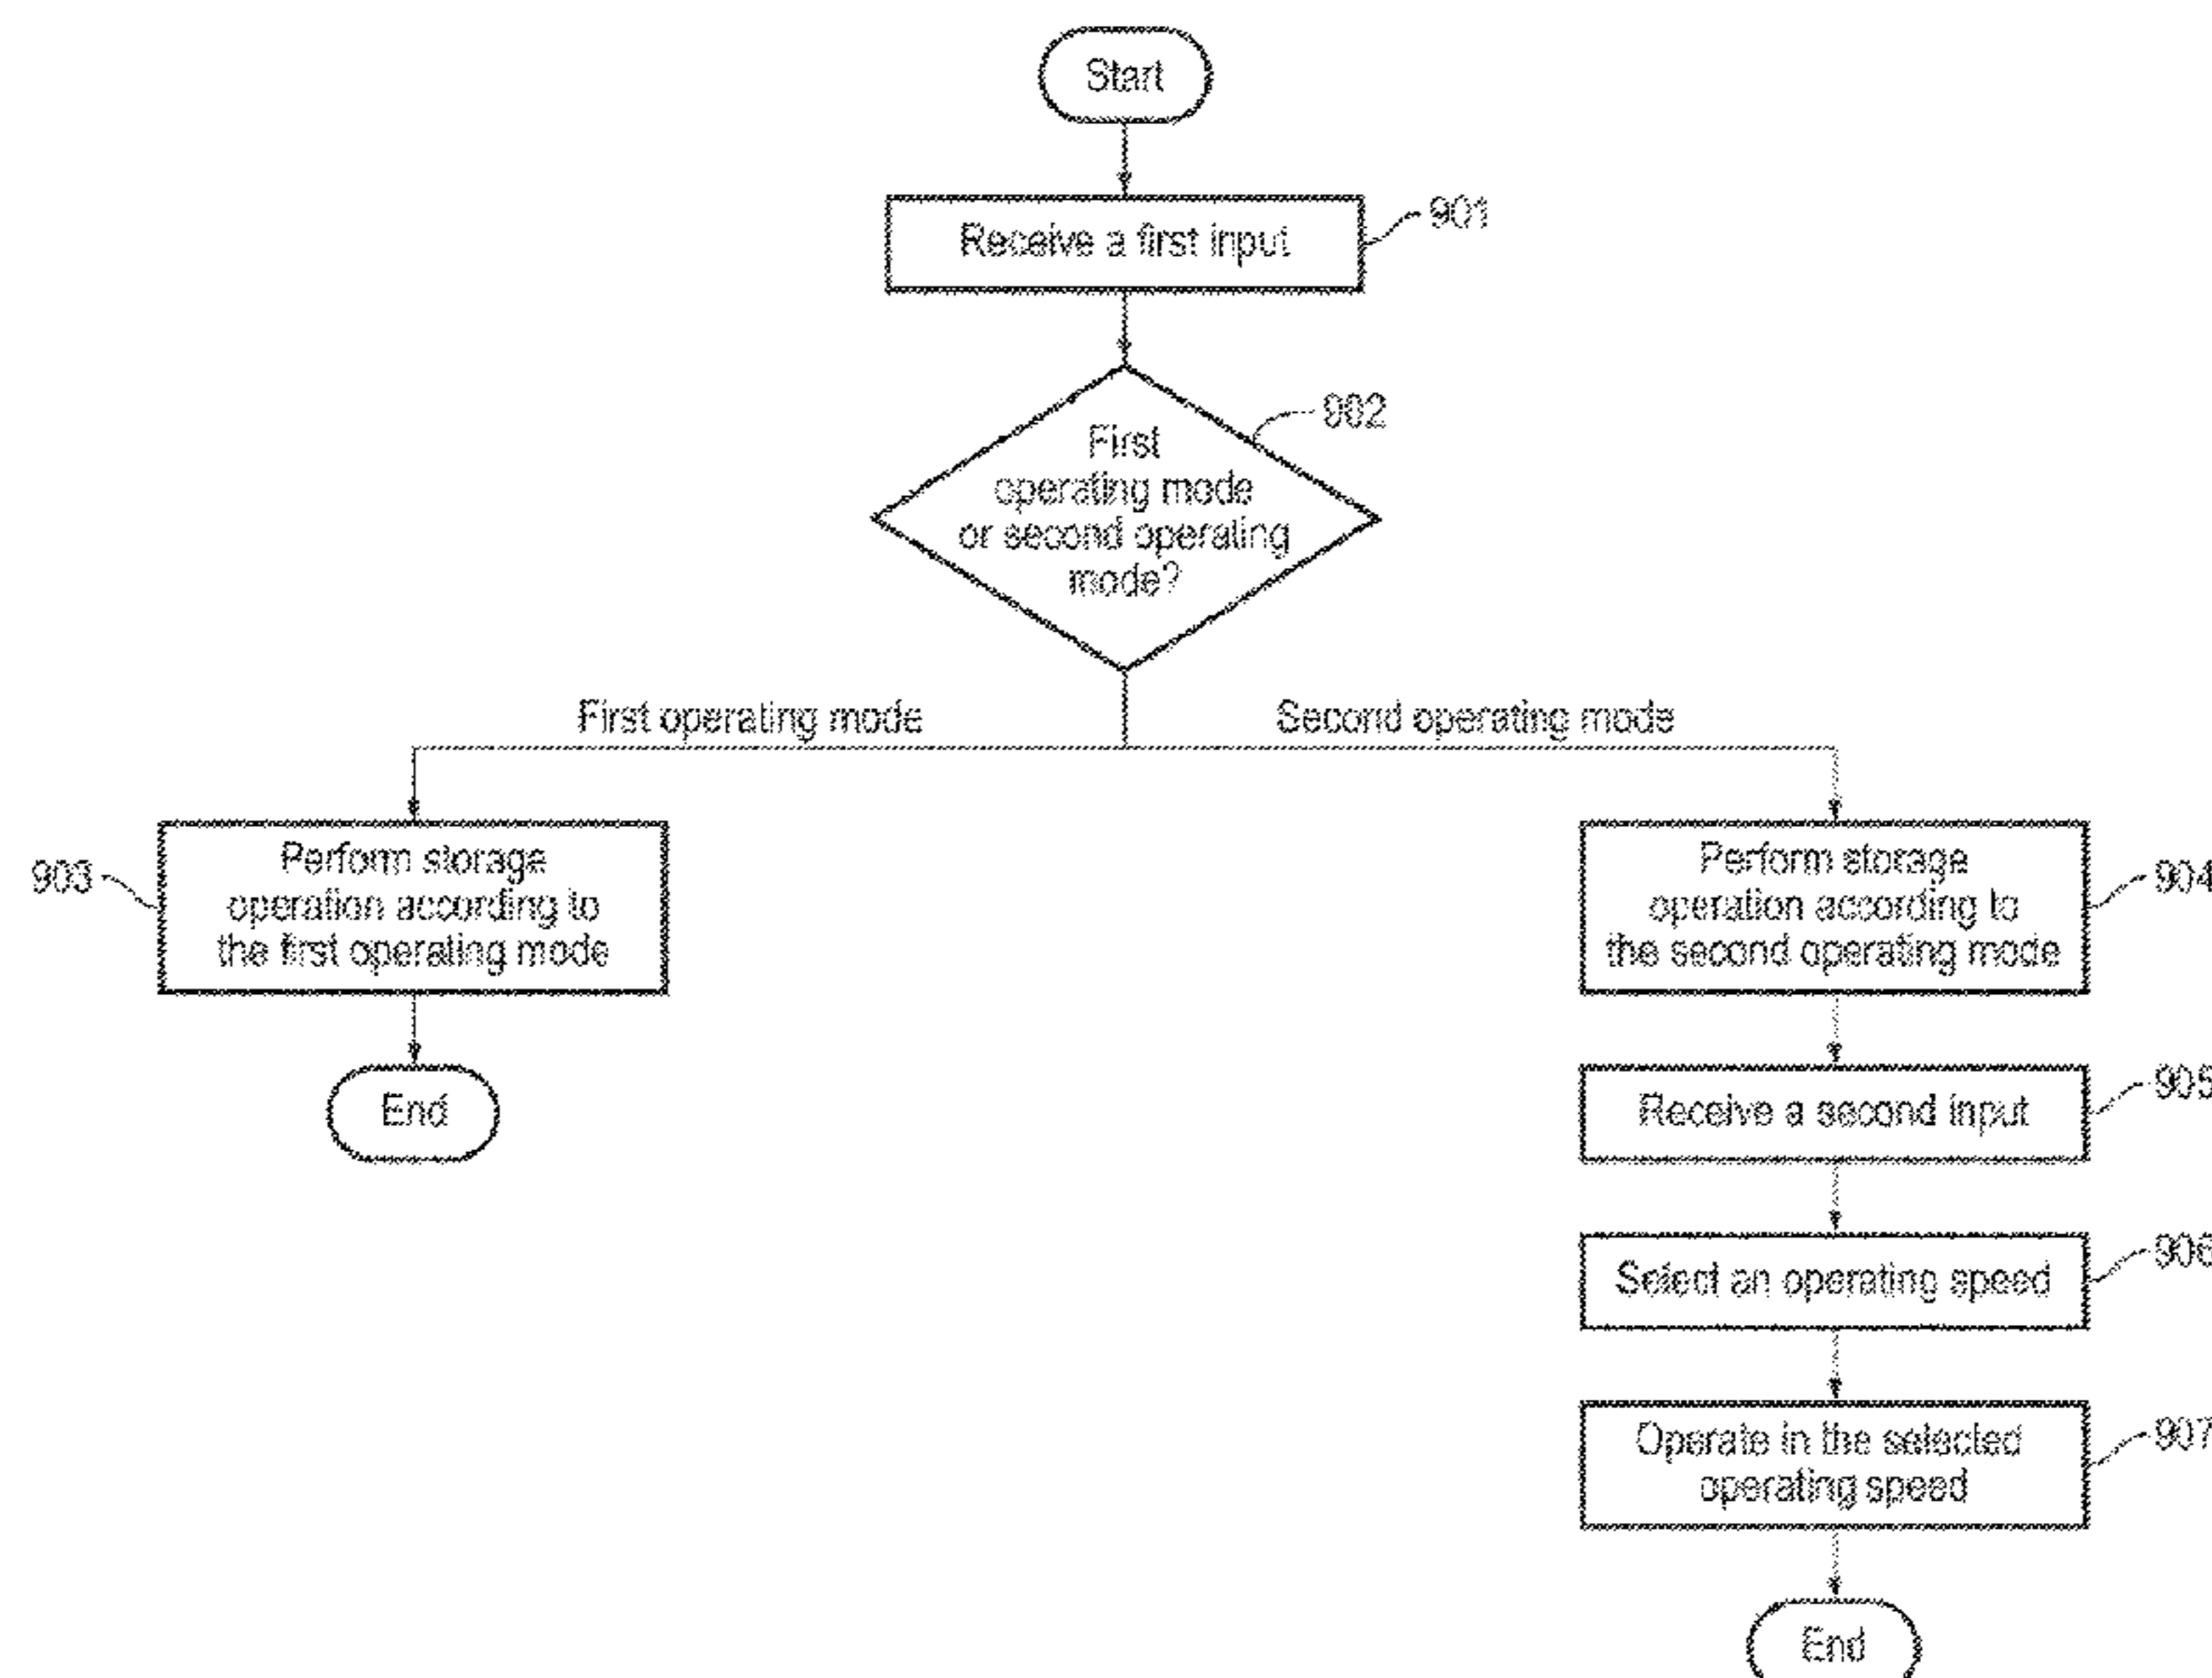 Start
Receive a first input
901
First
operating mode
or second operating
mode?
902
First operating mode
Second operating mode
903
Perform storage
operation according to
the first operating mode
End
Perform storage
operation according to
the second operating mode
904
Receive a second input
905
Select an operating speed
906
Operate in the selected
operating speed
907
End